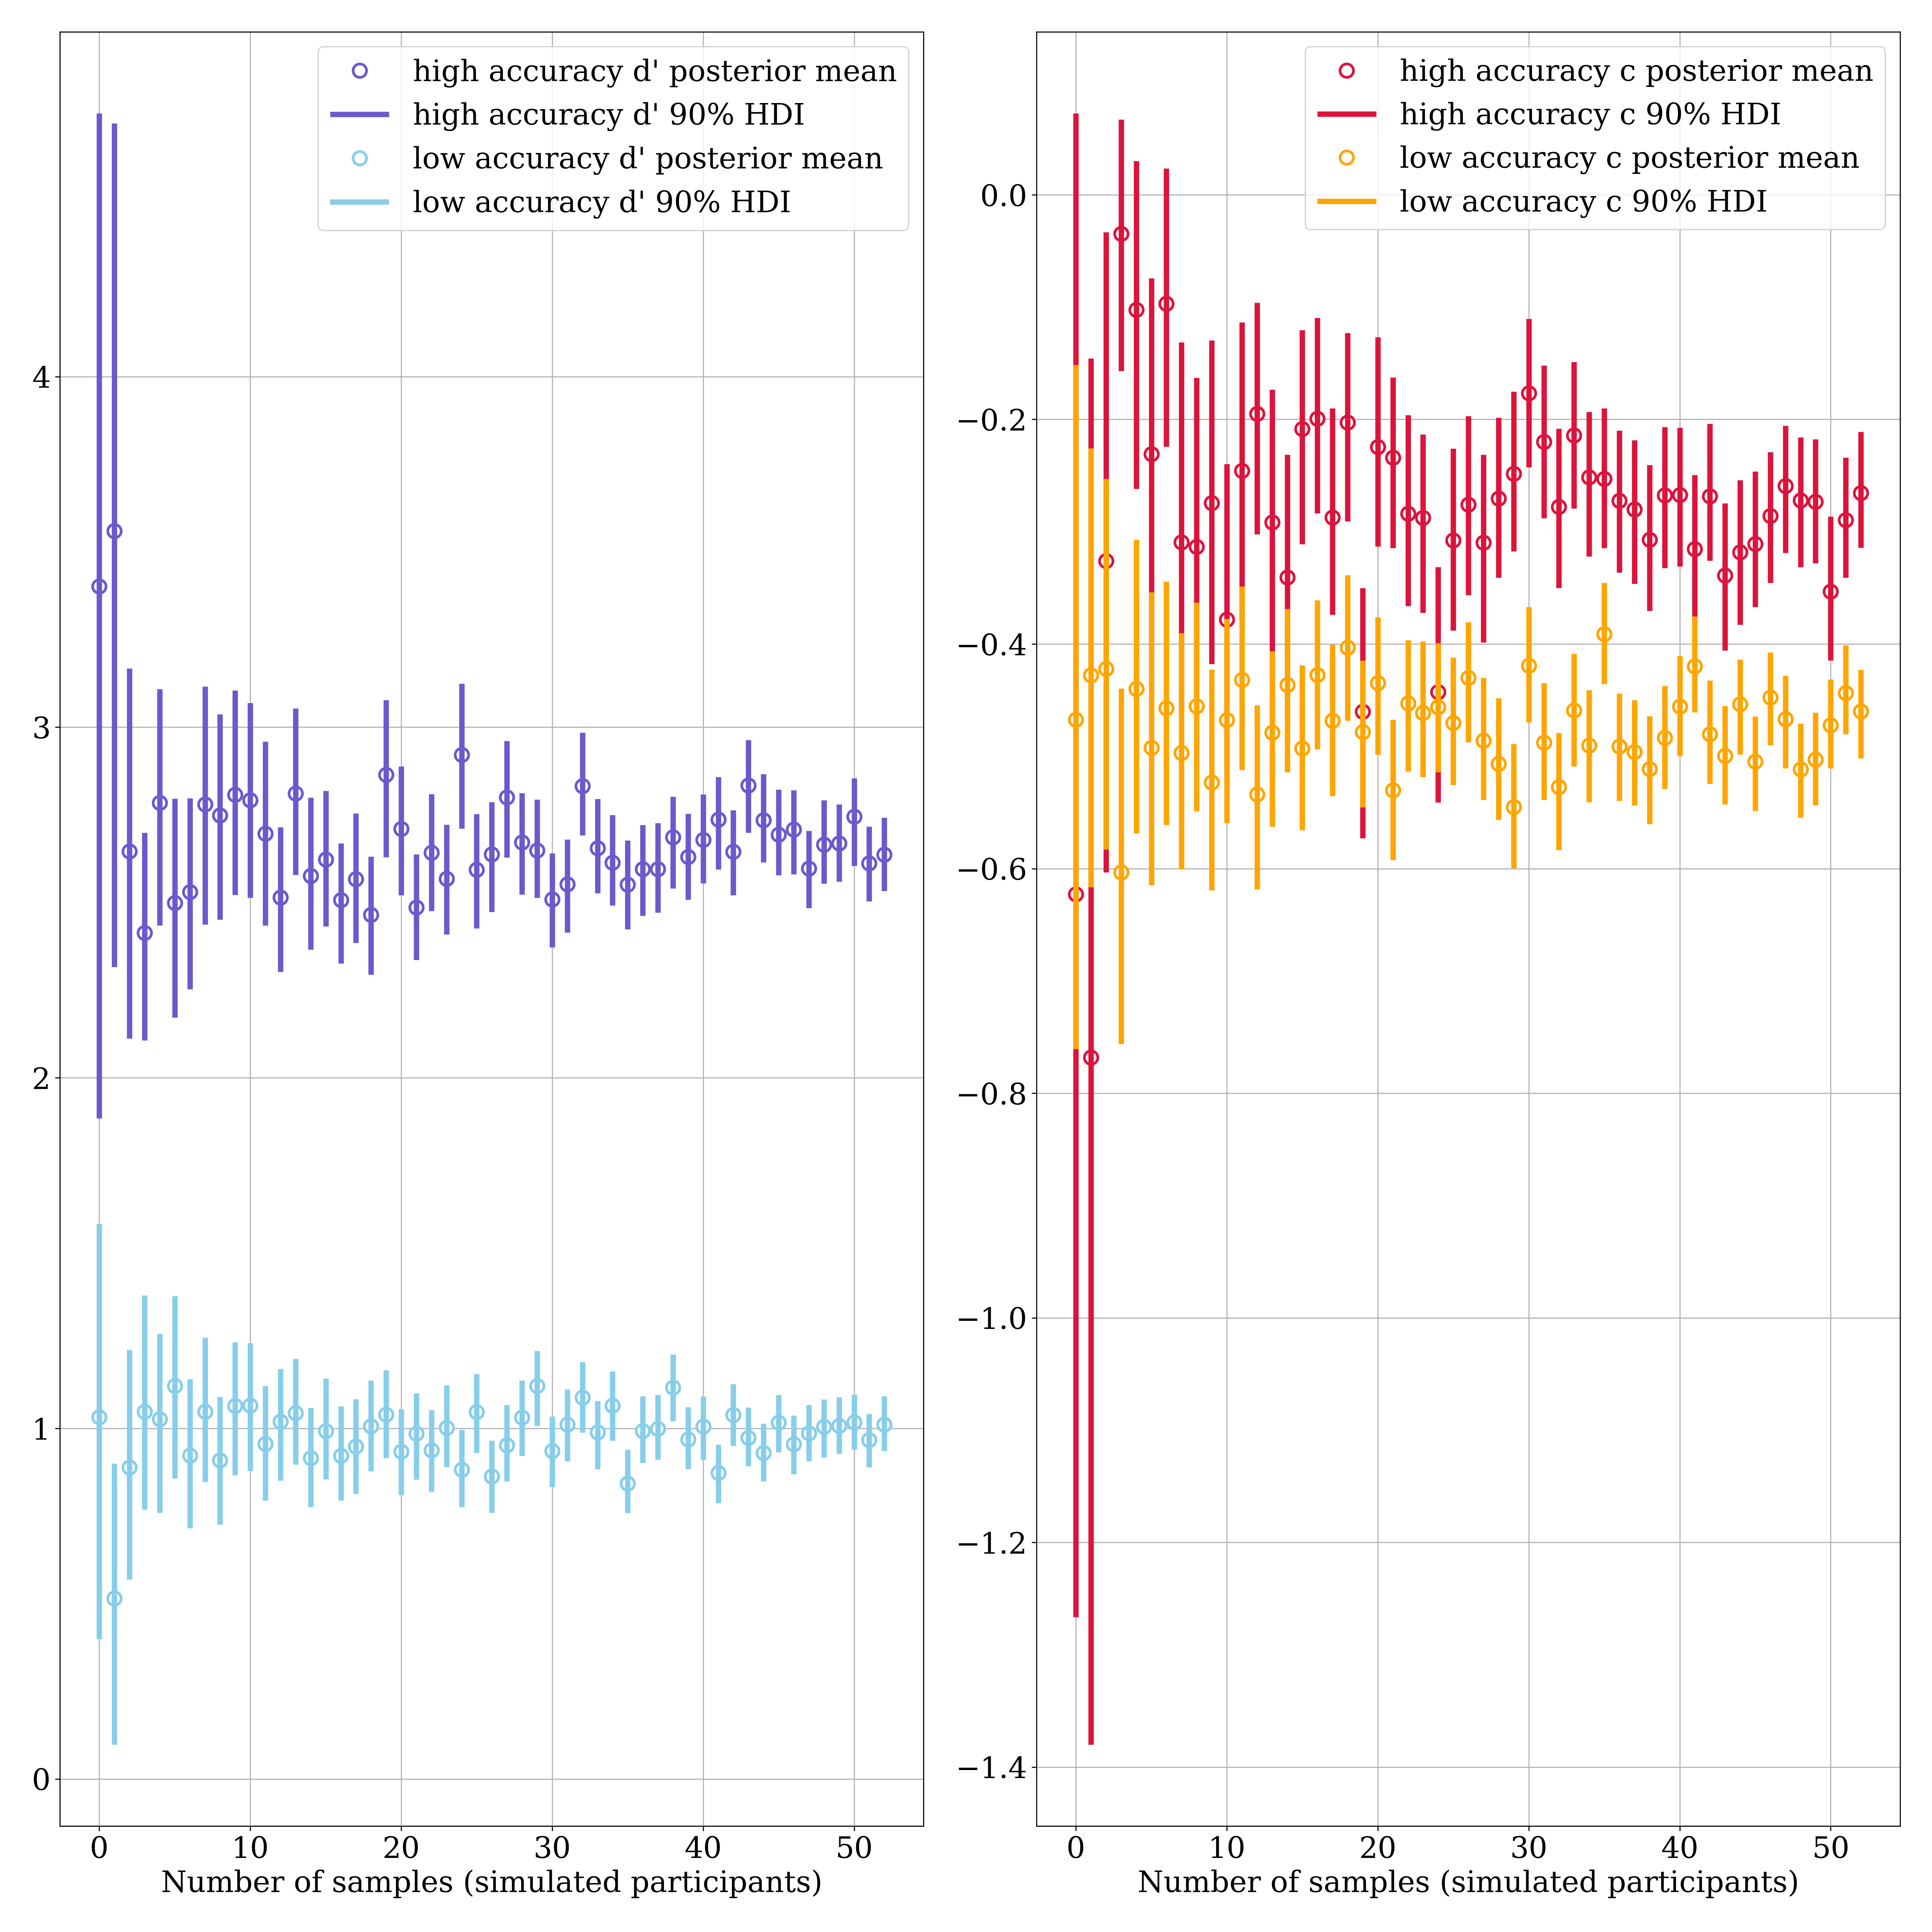 high accuracy d' posterior mean
high accuracy d' 90% HDI
low accuracy d' posterior mean
low accuracy d' 90% HDI
4
3
2
1
0
0 10 20 30 40 50
Number of samples (simulated participants)
high accuracy c posterior mean
high accuracy c 90% HDI
low accuracy c posterior mean
low accuracy c 90% HDI
0.0
−0.2
−0.4
−0.6
−0.8
−1.0
−1.2
−1.4
0 10 20 30 40 50
Number of samples (simulated participants)